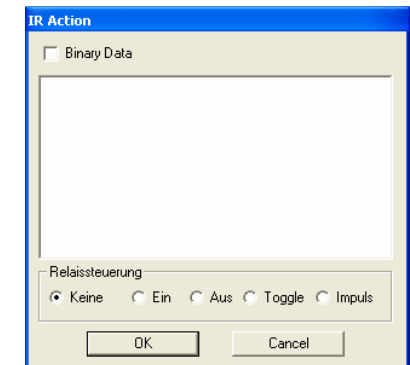 IR Action
Binary Data
Relaissteuerung
Keine Ein Aus Toggle Impuls
OK Cancel